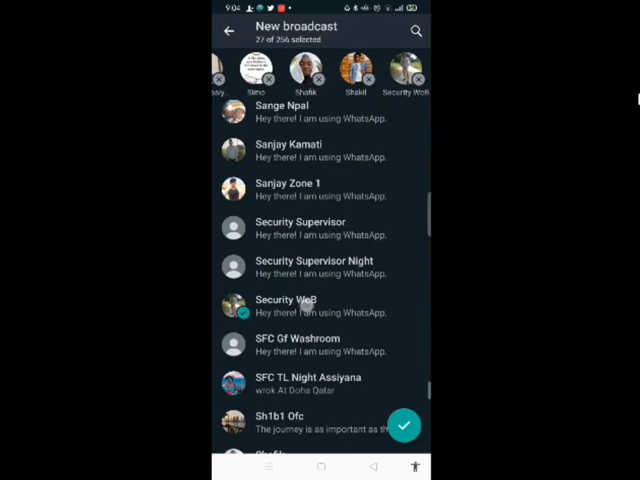 9:04
New broadcast
27 of 256 selected
Simo
Shafik
Shakil
Security WcB
Sange Npal
Hey there! I am using WhatsApp.
Sanjay Kamati
Hey there! I am using WhatsApp.
Sanjay Zone 1
Hey there! I am using WhatsApp.
Security Supervisor
Hey there! I am using WhatsApp.
Security Supervisor Night
Hey there! I am using WhatsApp.
Security WcB
Hey there! I am using WhatsApp.
SFC Gf Washroom
Hey there! I am using WhatsApp.
SFC TL Night Assiyana
wrok At Doha Qatar
Sh1b1 Ofc
The journey is as important as th